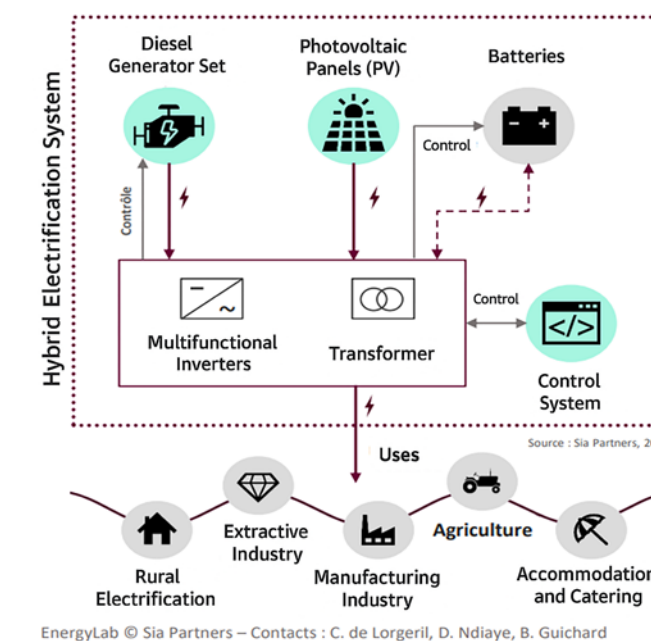 Hybrid Electrification System
Diesel
Generator Set
Photovoltaic
Panels (PV)
Batteries
Contrôle
Control
Multifunctional
Inverters
Transformer
Control
</>
Control
System
Source : Sia Partners, 2
Uses
Rural
Electrification
Extractive
Industry
Manufacturing
Industry
Agriculture
Accommodation
and Catering
EnergyLab © Sia Partners – Contacts : C. de Lorgeril, D. Ndiaye, B. Guichard